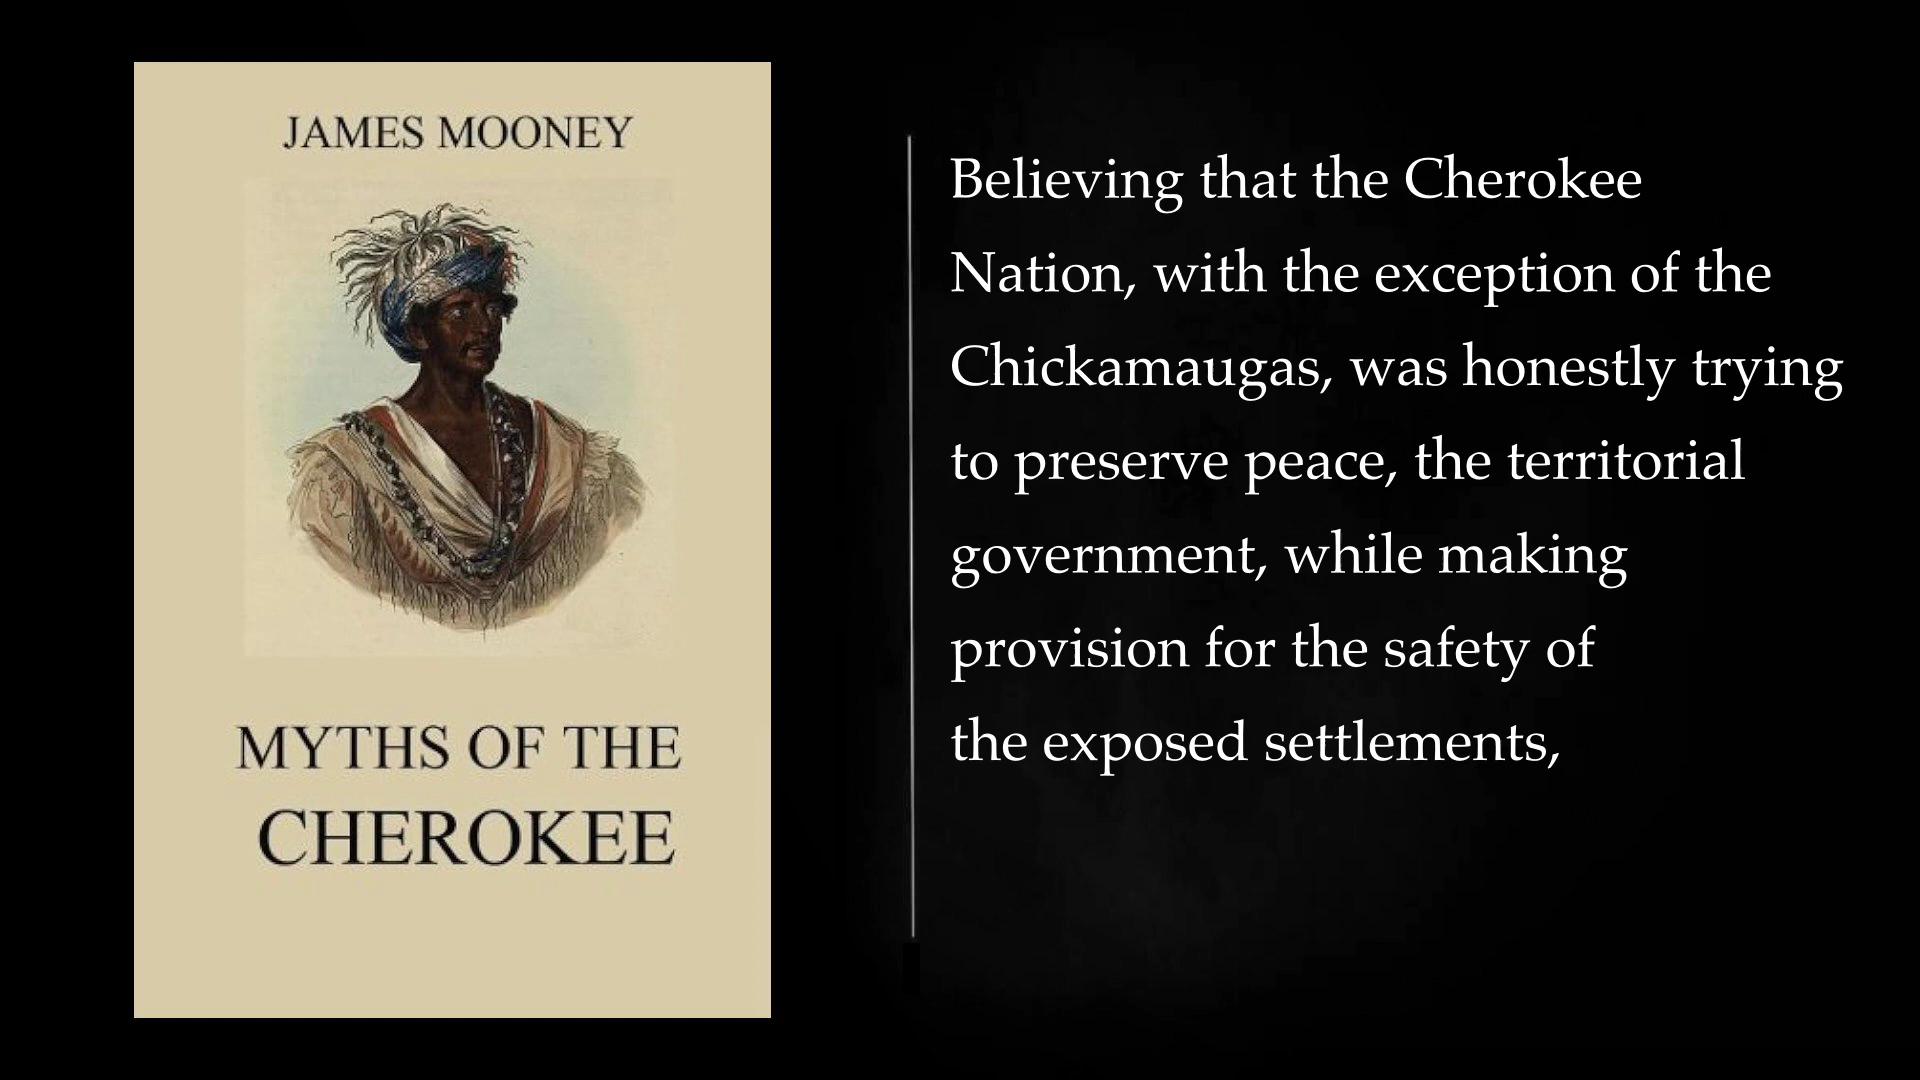 JAMES MOONEY
MYTHS OF THE
CHEROKEE
Believing that the Cherokee
Nation, with the exception of the
Chickamaugas, was honestly trying
to preserve peace, the territorial
government, while making
provision for the safety of
the exposed settlements,